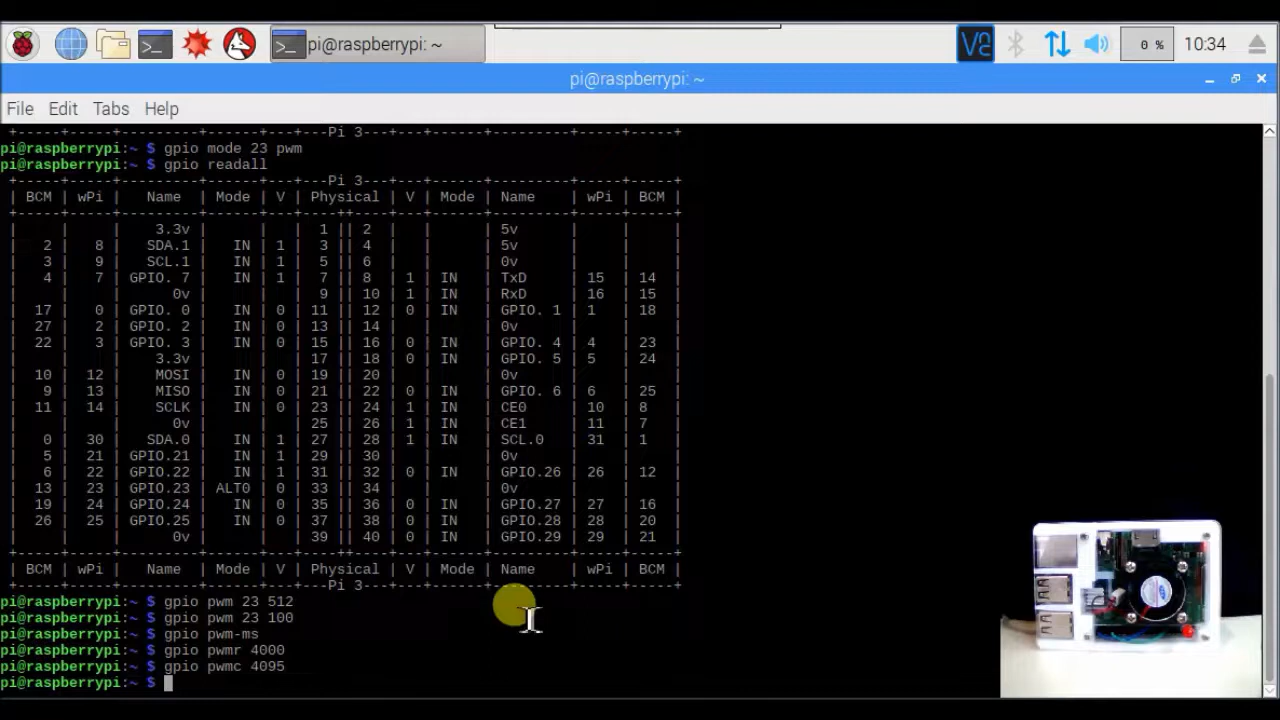 pi@raspberrypi: ~ 0 % 10:34
pi@raspberrypi: ~
File Edit Tabs Help
+-----+-----+---------+------+---+---Pi 3---+---+------+---------+-----+-----+
pi@raspberrypi:~ $ gpio mode 23 pwm
pi@raspberrypi:~ $ gpio readall
+-----+-----+---------+------+---+---Pi 3---+---+------+---------+-----+-----+
| BCM | wPi | Name | Mode | V | Physical | V | Mode | Name | wPi | BCM |
+-----+-----+---------+------+---+----++----+---+------+---------+-----+-----+
| | | 3.3v | | | 1 || 2 | | | 5v | | |
| 2 | 8 | SDA.1 | IN | 1 | 3 || 4 | | | 5v | | |
| 3 | 9 | SCL.1 | IN | 1 | 5 || 6 | | | 0v | | |
| 4 | 7 | GPIO. 7 | IN | 1 | 7 || 8 | 1 | IN | TxD | 15 | 14 |
| | | 0v | | | 9 || 10 | 1 | IN | RxD | 16 | 15 |
| 17 | 0 | GPIO. 0 | IN | 0 | 11 || 12 | 0 | IN | GPIO. 1 | 1 | 18 |
| 27 | 2 | GPIO. 2 | IN | 0 | 13 || 14 | | | 0v | | |
| 22 | 3 | GPIO. 3 | IN | 0 | 15 || 16 | 0 | IN | GPIO. 4 | 4 | 23 |
| | | 3.3v | | | 17 || 18 | 0 | IN | GPIO. 5 | 5 | 24 |
| 10 | 12 | MOSI | IN | 0 | 19 || 20 | | | 0v | | |
| 9 | 13 | MISO | IN | 0 | 21 || 22 | 0 | IN | GPIO. 6 | 6 | 25 |
| 11 | 14 | SCLK | IN | 0 | 23 || 24 | 1 | IN | CE0 | 10 | 8 |
| | | 0v | | | 25 || 26 | 1 | IN | CE1 | 11 | 7 |
| 0 | 30 | SDA.0 | IN | 1 | 27 || 28 | 1 | IN | SCL.0 | 31 | 1 |
| 5 | 21 | GPIO.21 | IN | 1 | 29 || 30 | | | 0v | | |
| 6 | 22 | GPIO.22 | IN | 1 | 31 || 32 | 0 | IN | GPIO.26 | 26 | 12 |
| 13 | 23 | GPIO.23 | ALT0 | 0 | 33 || 34 | | | 0v | | |
| 19 | 24 | GPIO.24 | IN | 0 | 35 || 36 | 0 | IN | GPIO.27 | 27 | 16 |
| 26 | 25 | GPIO.25 | IN | 0 | 37 || 38 | 0 | IN | GPIO.28 | 28 | 20 |
| | | 0v | | | 39 || 40 | 0 | IN | GPIO.29 | 29 | 21 |
+-----+-----+---------+------+---+----++----+---+------+---------+-----+-----+
| BCM | wPi | Name | Mode | V | Physical | V | Mode | Name | wPi | BCM |
+-----+-----+---------+------+---+---Pi 3---+---+------+---------+-----+-----+
pi@raspberrypi:~ $ gpio pwm 23 512
pi@raspberrypi:~ $ gpio pwm 23 100
pi@raspberrypi:~ $ gpio pwm-ms
pi@raspberrypi:~ $ gpio pwmr 4000
pi@raspberrypi:~ $ gpio pwmc 4095
pi@raspberrypi:~ $